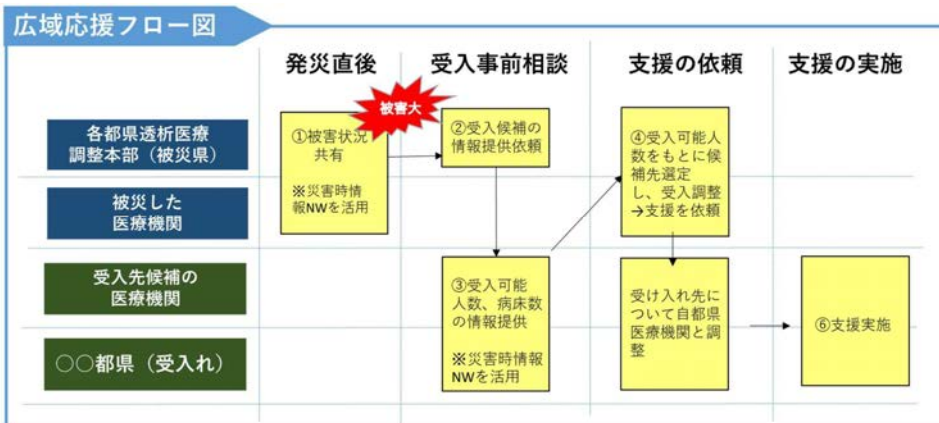 広域応援フロー図
発災直後
受入事前相談
支援の依頼
支援の実施
被害大
各都県透析医療
調整本部（被災県）
①被害状況
共有
※災害時情
報NWを活用
②受入候補の
情報提供依頼
④受入可能人
数をもとに候
補先選定
し、受入調整
→支援を依頼
被災した
医療機関
受入先候補の
医療機関
③受入可能
人数、病床数
の情報提供
※災害時情報
NWを活用
受け入れ先に
ついて自都県
医療機関と調
整
⑥支援実施
○○都県（受入れ）